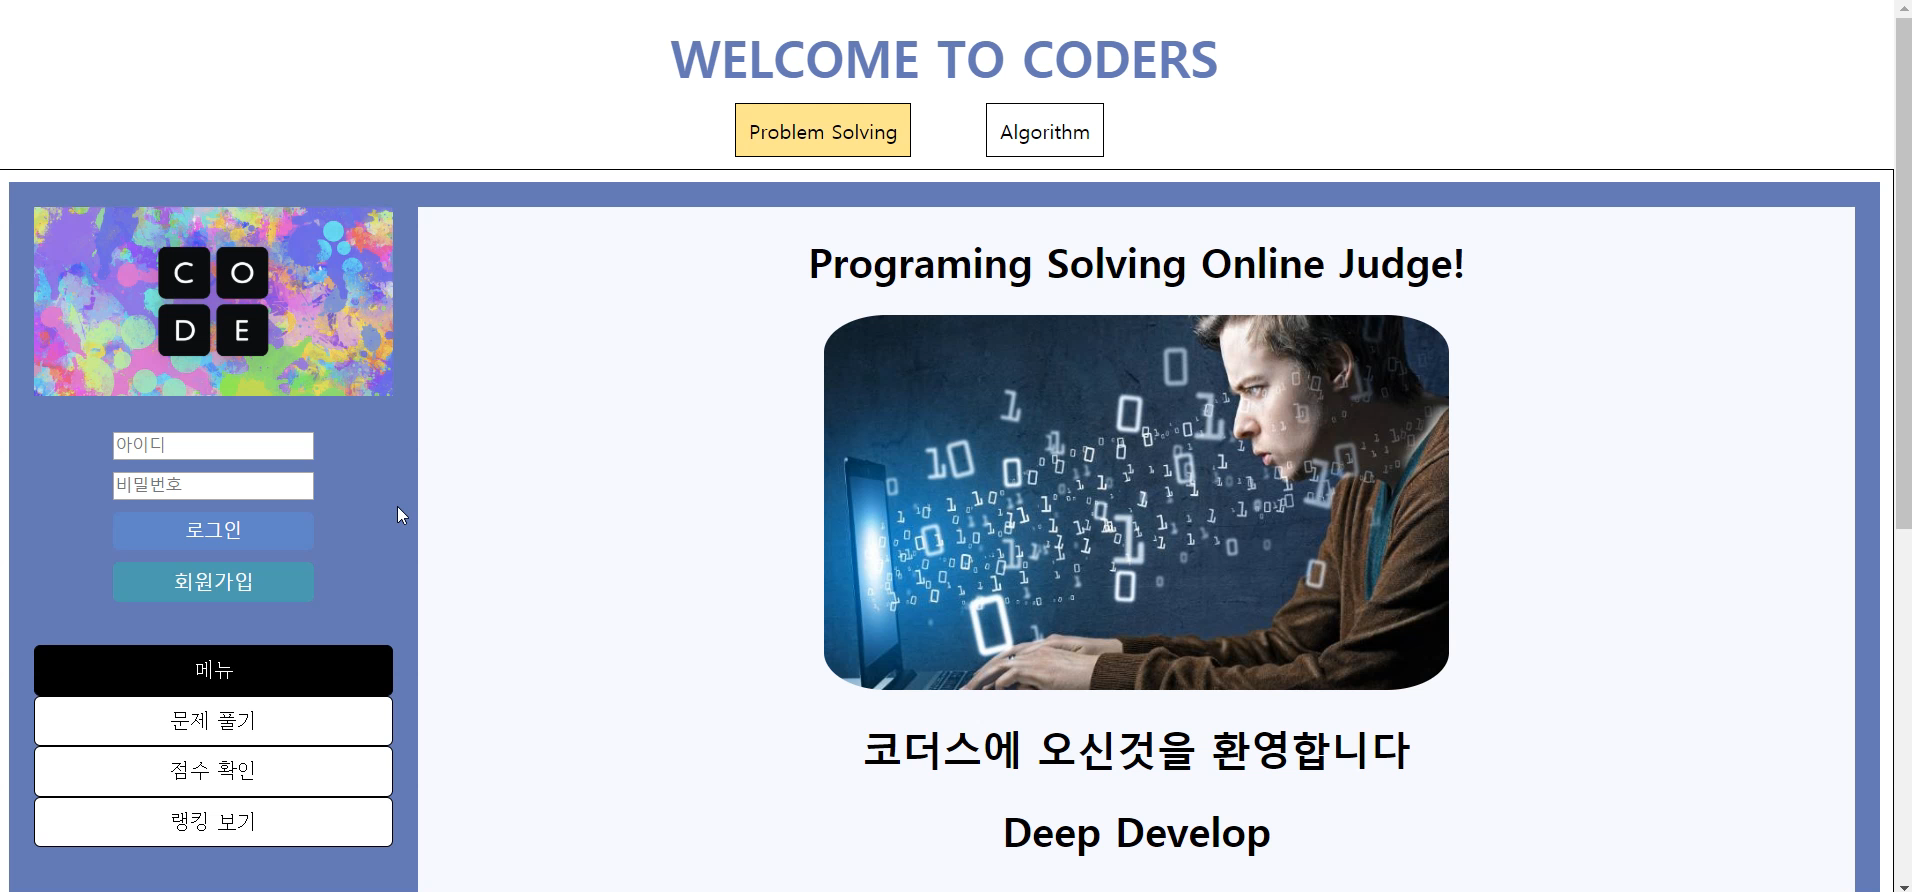 WELCOME TO CODERS
Problem Solving
Algorithm
C O
D E
아이디
비밀번호
로그인
회원가입
메뉴
문제 풀기
점수 확인
랭킹 보기
Programing Solving Online Judge!
코더스에 오신것을 환영합니다
Deep Develop